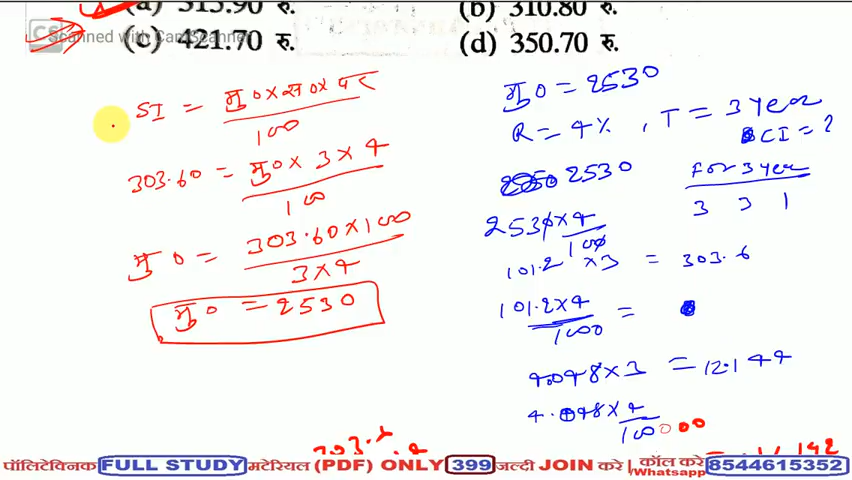 (a) 315.90 रु. (b) 310.80 रु.
Scanned with CamScanner
(c) 421.70 रु. (d) 350.70 रु.
SI = मू० × स० × दर / 100
303.60 = मू० × 3 × 4 / 100
मू० = 303.60 × 100 / 3 × 4
मू० = 2530
मू० = 2530
R = 4%, T = 3 year
CI = ?
2530
For 3 year
3 3 1
2530 × 4 / 100
101.2 × 3 = 303.6
101.2 × 4 / 100 =
4.048 × 3 = 12.144
4.048 × 4 / 100
पॉलिटेक्निक FULL STUDY मटेरियल (PDF) ONLY 399 जल्दी JOIN करे कॉल करे /Whatsapp 8544615352